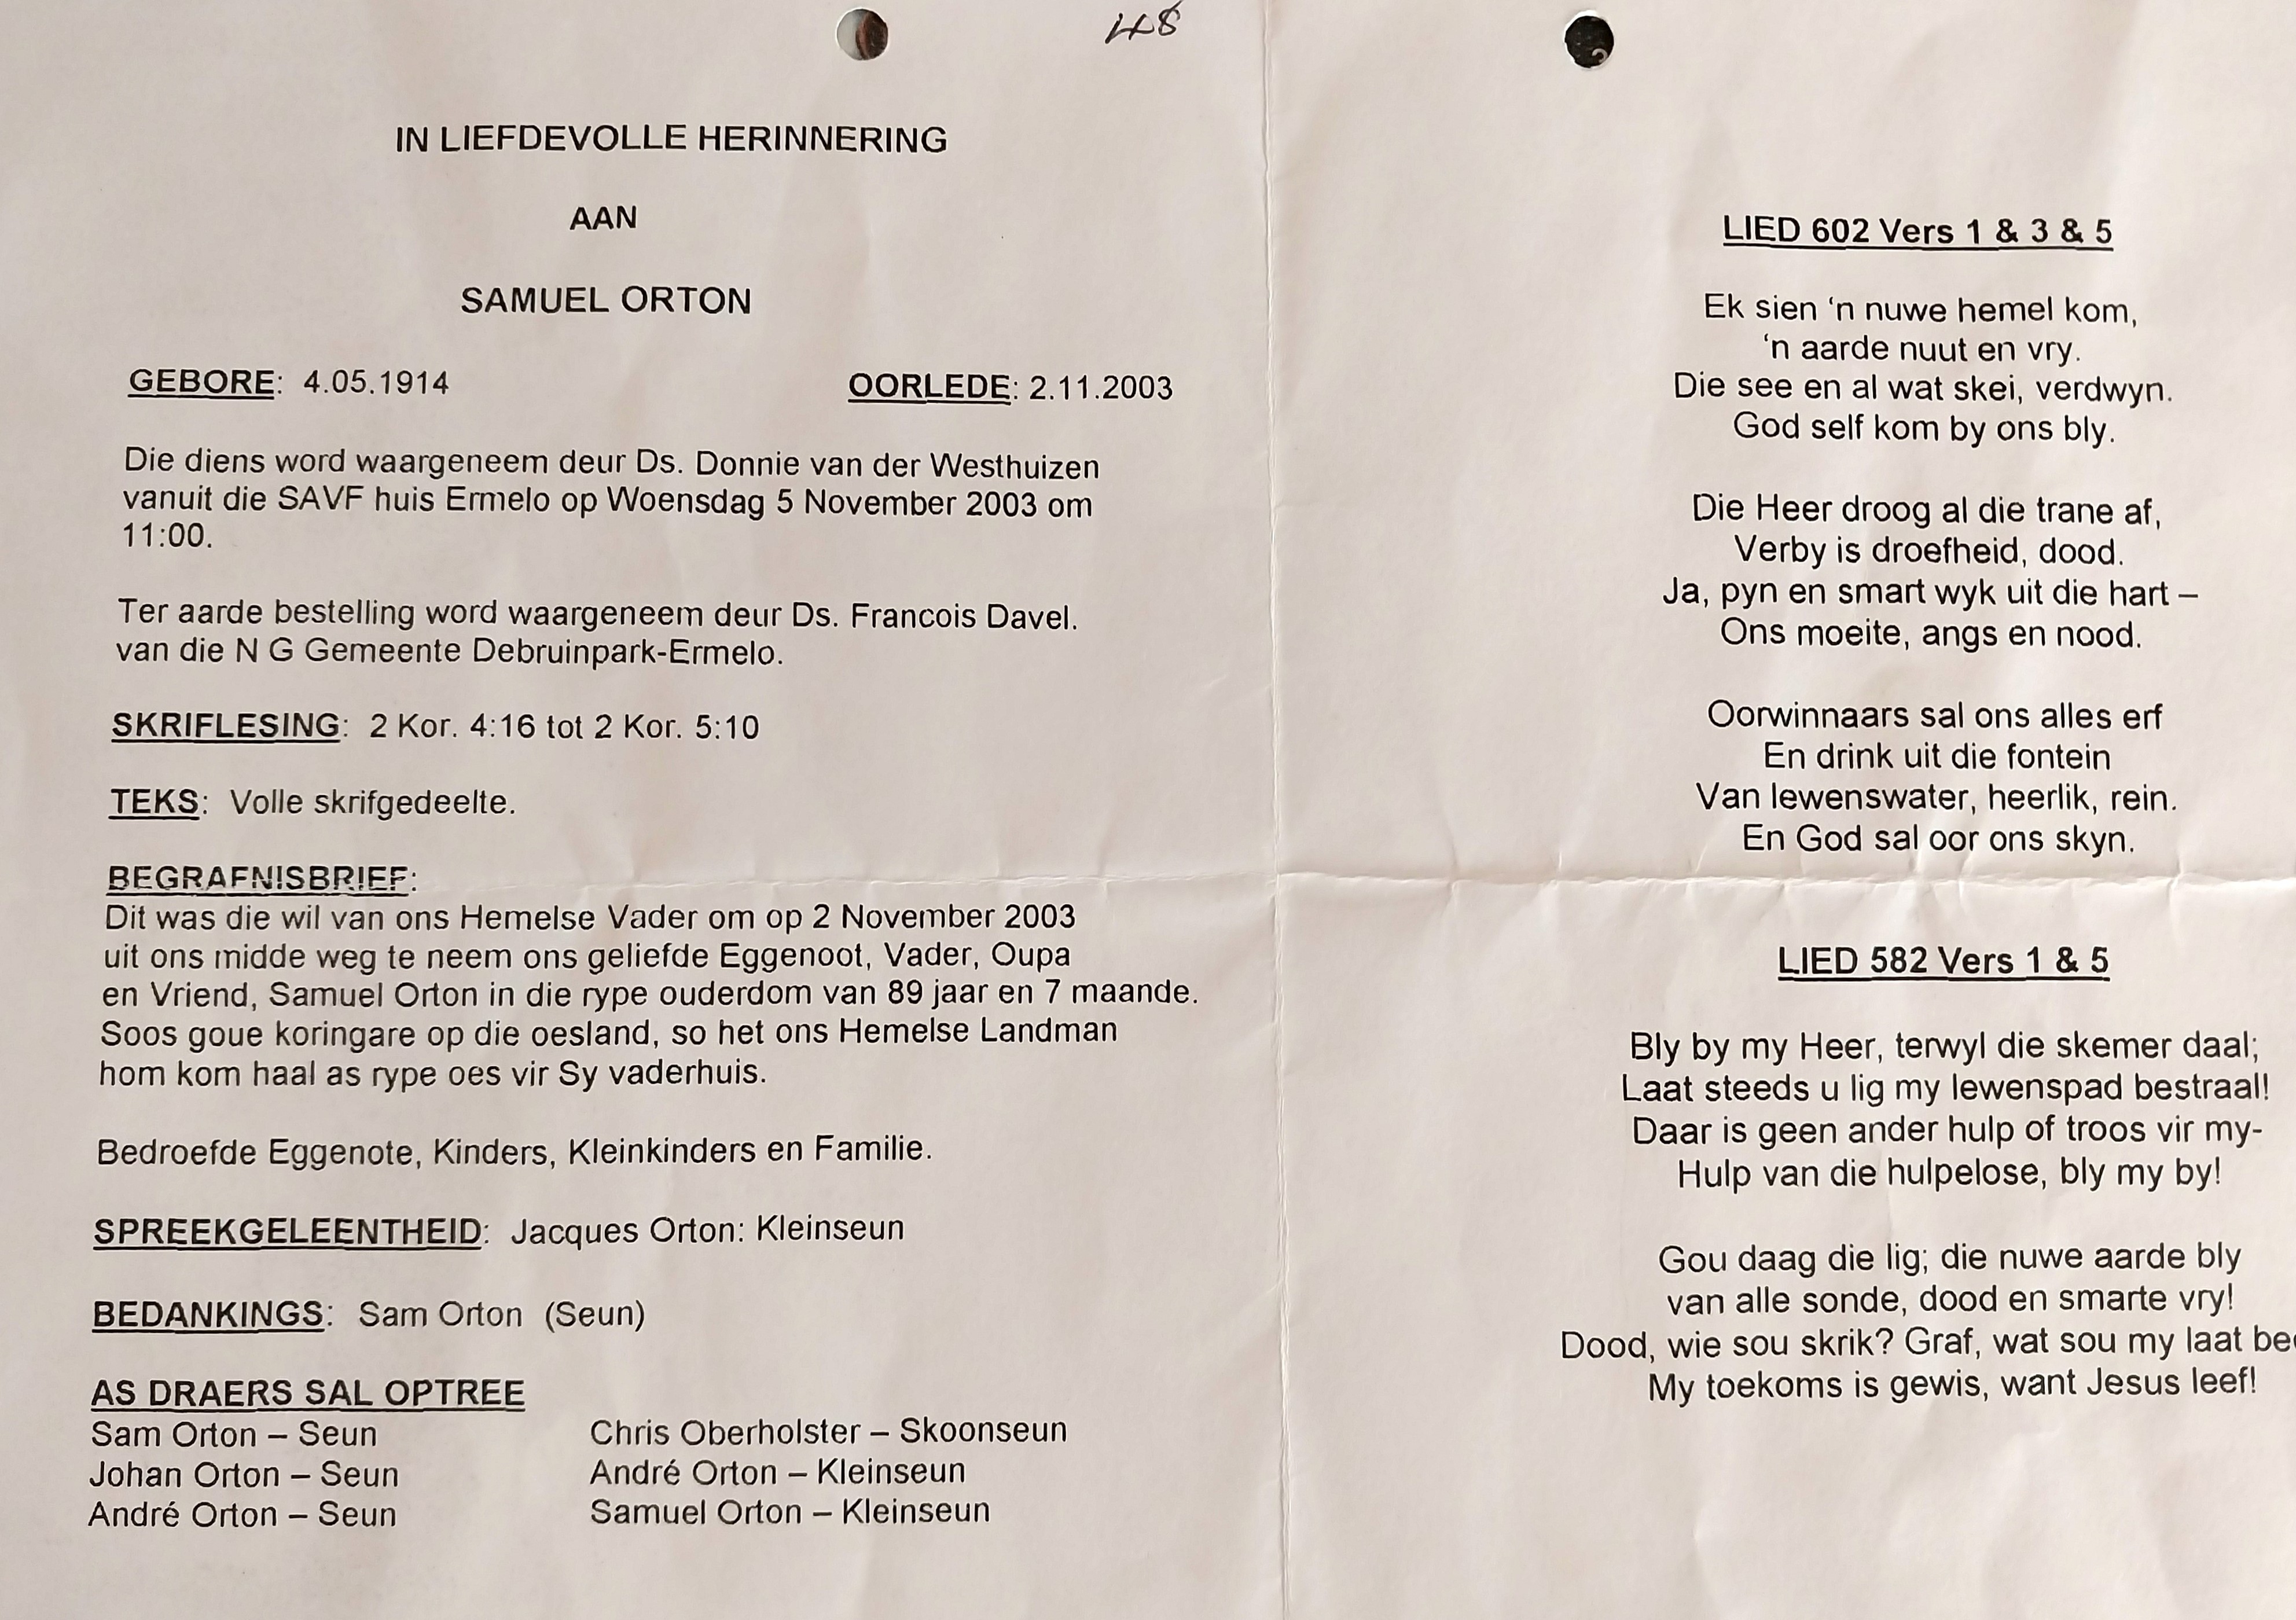 48
IN LIEFDEVOLLE HERINNERING
AAN
SAMUEL ORTON
GEBORE: 4.05.1914 OORLEDE: 2.11.2003
Die diens word waargeneem deur Ds. Donnie van der Westhuizen
vanuit die SAVF huis Ermelo op Woensdag 5 November 2003 om
11:00.
Ter aarde bestelling word waargeneem deur Ds. Francois Davel.
van die N G Gemeente Debruinpark-Ermelo.
SKRIFLESING: 2 Kor. 4:16 tot 2 Kor. 5:10
TEKS: Volle skrifgedeelte.
BEGRAFNISBRIEF:
Dit was die wil van ons Hemelse Vader om op 2 November 2003
uit ons midde weg te neem ons geliefde Eggenoot, Vader, Oupa
en Vriend, Samuel Orton in die rype ouderdom van 89 jaar en 7 maande.
Soos goue koringare op die oesland, so het ons Hemelse Landman
hom kom haal as rype oes vir Sy vaderhuis.
Bedroefde Eggenote, Kinders, Kleinkinders en Familie.
SPREEKGELEENTHEID: Jacques Orton: Kleinseun
BEDANKINGS: Sam Orton (Seun)
AS DRAERS SAL OPTREE
Sam Orton – Seun Chris Oberholster – Skoonseun
Johan Orton – Seun André Orton – Kleinseun
André Orton – Seun Samuel Orton – Kleinseun
LIED 602 Vers 1 & 3 & 5
Ek sien ‘n nuwe hemel kom,
‘n aarde nuut en vry.
Die see en al wat skei, verdwyn.
God self kom by ons bly.
Die Heer droog al die trane af,
Verby is droefheid, dood.
Ja, pyn en smart wyk uit die hart –
Ons moeite, angs en nood.
Oorwinnaars sal ons alles erf
En drink uit die fontein
Van lewenswater, heerlik, rein.
En God sal oor ons skyn.
LIED 582 Vers 1 & 5
Bly by my Heer, terwyl die skemer daal;
Laat steeds u lig my lewenspad bestraal!
Daar is geen ander hulp of troos vir my-
Hulp van die hulpelose, bly my by!
Gou daag die lig; die nuwe aarde bly
van alle sonde, dood en smarte vry!
Dood, wie sou skrik? Graf, wat sou my laat
My toekoms is gewis, want Jesus leef!